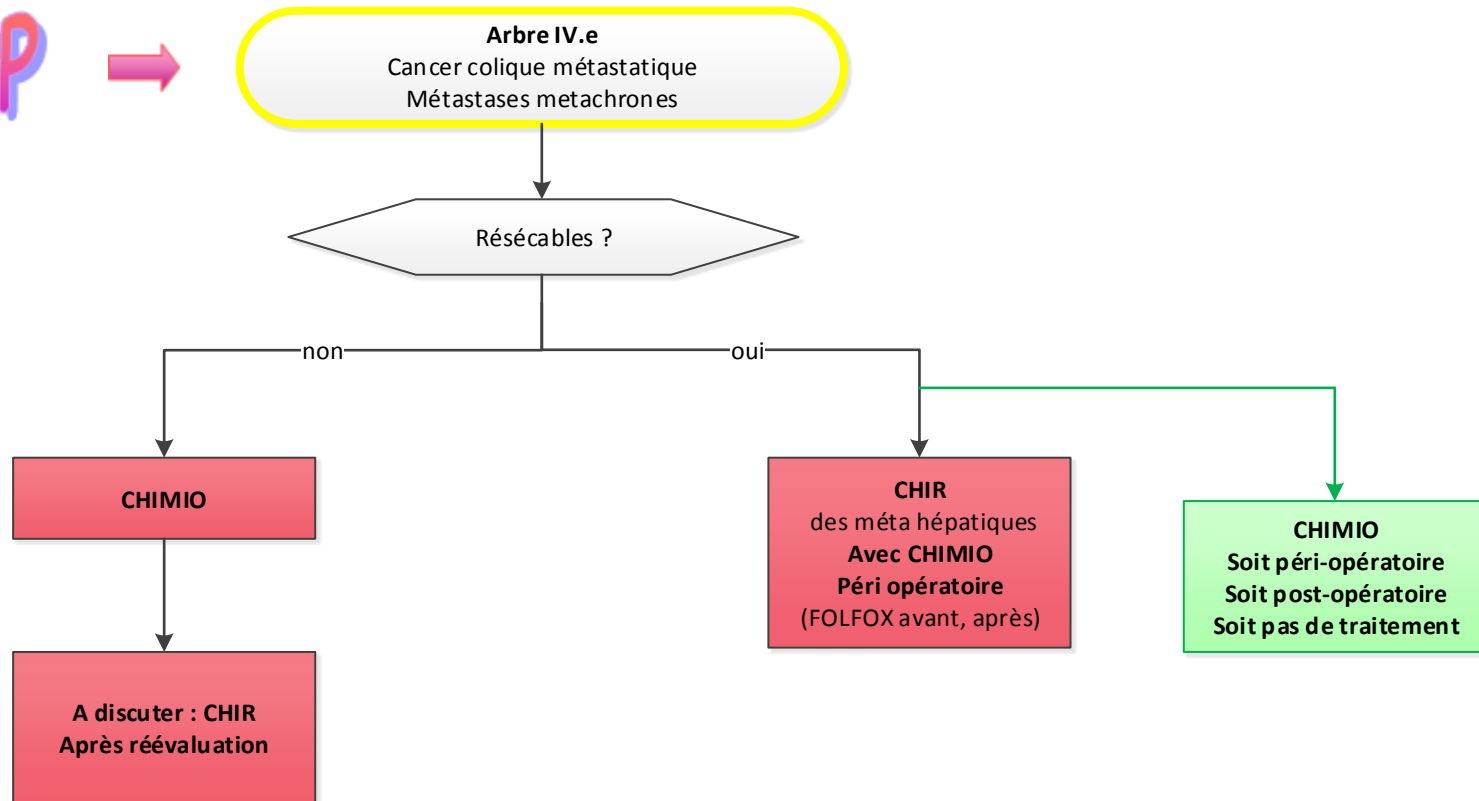 P
Arbre IV.e
Cancer colique métastatique
Métastases metachrones
Résécables ?
non
oui
CHIMIO
A discuter : CHIR
Après réévaluation
CHIR
des méta hépatiques
Avec CHIMIO
Péri opératoire
(FOLFOX avant, après)
CHIMIO
Soit péri-opératoire
Soit post-opératoire
Soit pas de traitement